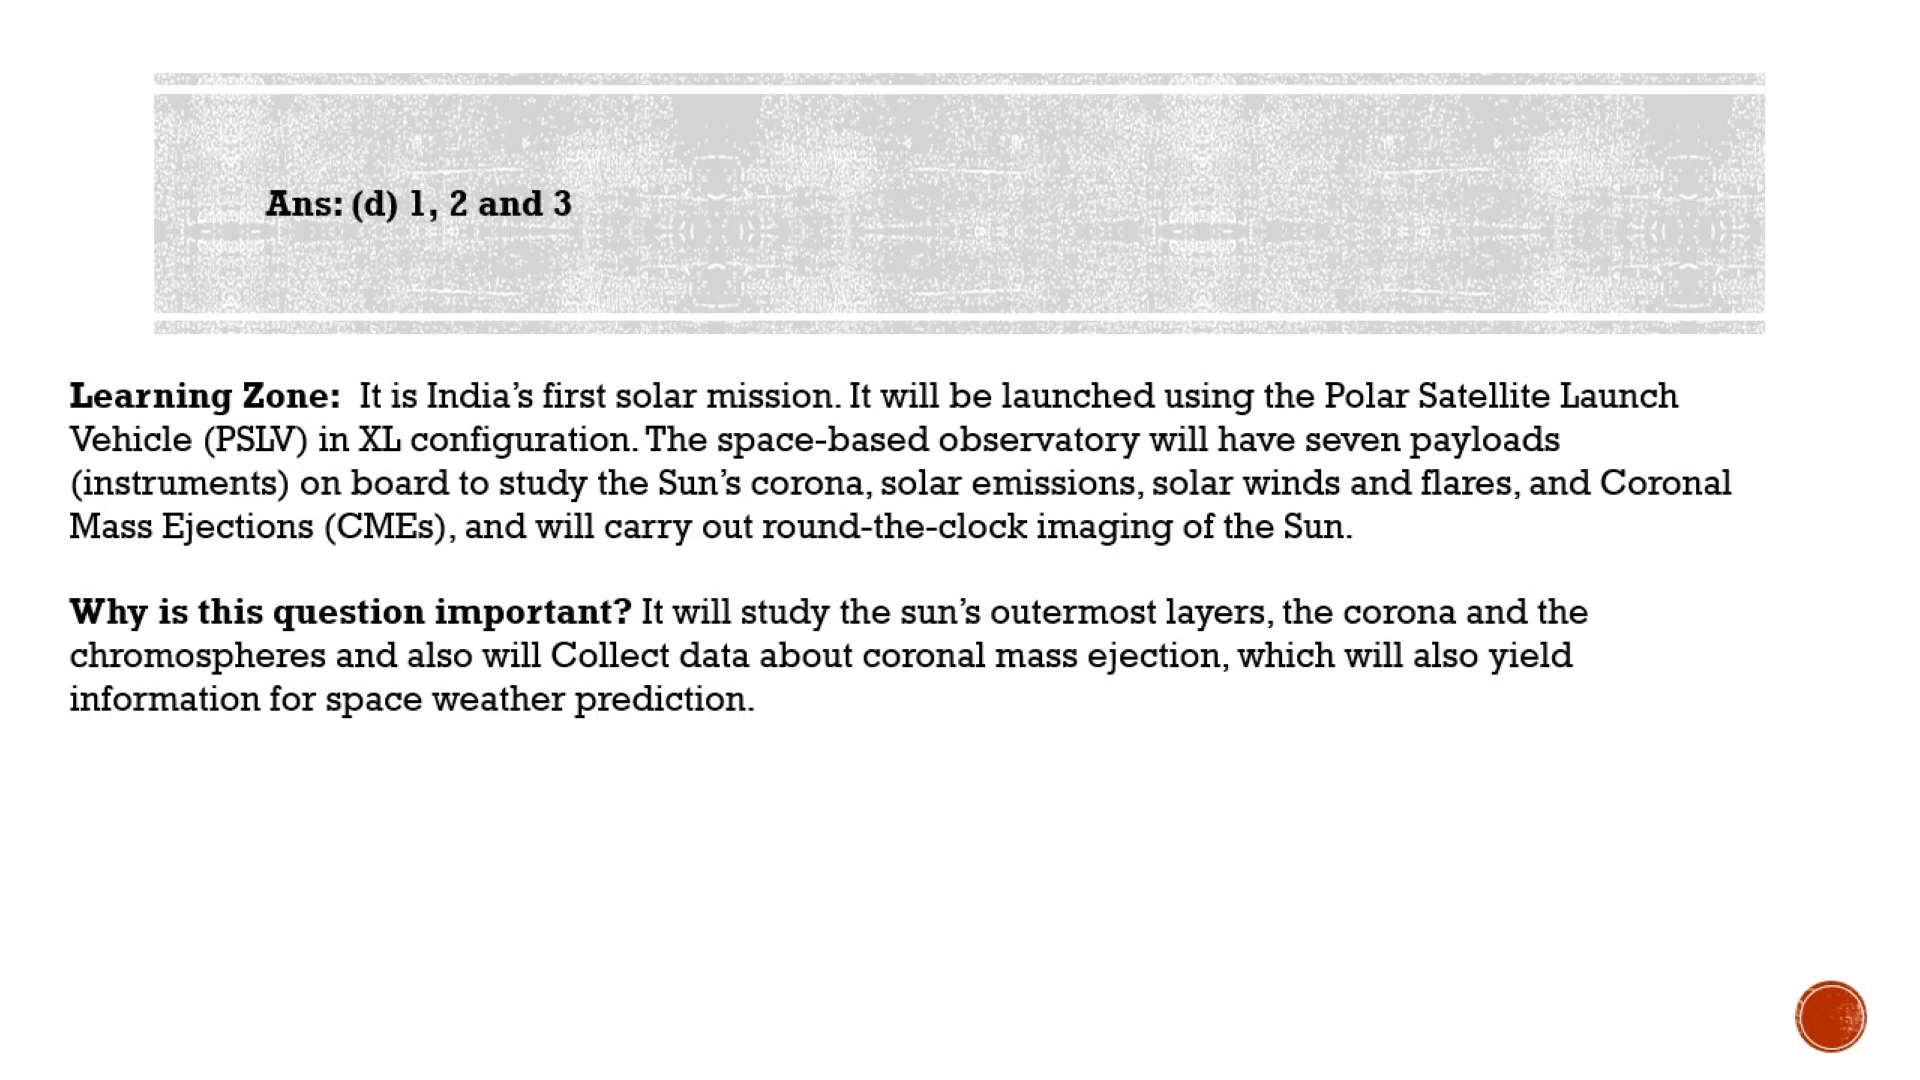 Ans: (d) 1, 2 and 3
Learning Zone: It is India’s first solar mission. It will be launched using the Polar Satellite Launch
Vehicle (PSLV) in XL configuration. The space-based observatory will have seven payloads
(instruments) on board to study the Sun’s corona, solar emissions, solar winds and flares, and Coronal
Mass Ejections (CMEs), and will carry out round-the-clock imaging of the Sun.
Why is this question important? It will study the sun’s outermost layers, the corona and the
chromospheres and also will Collect data about coronal mass ejection, which will also yield
information for space weather prediction.